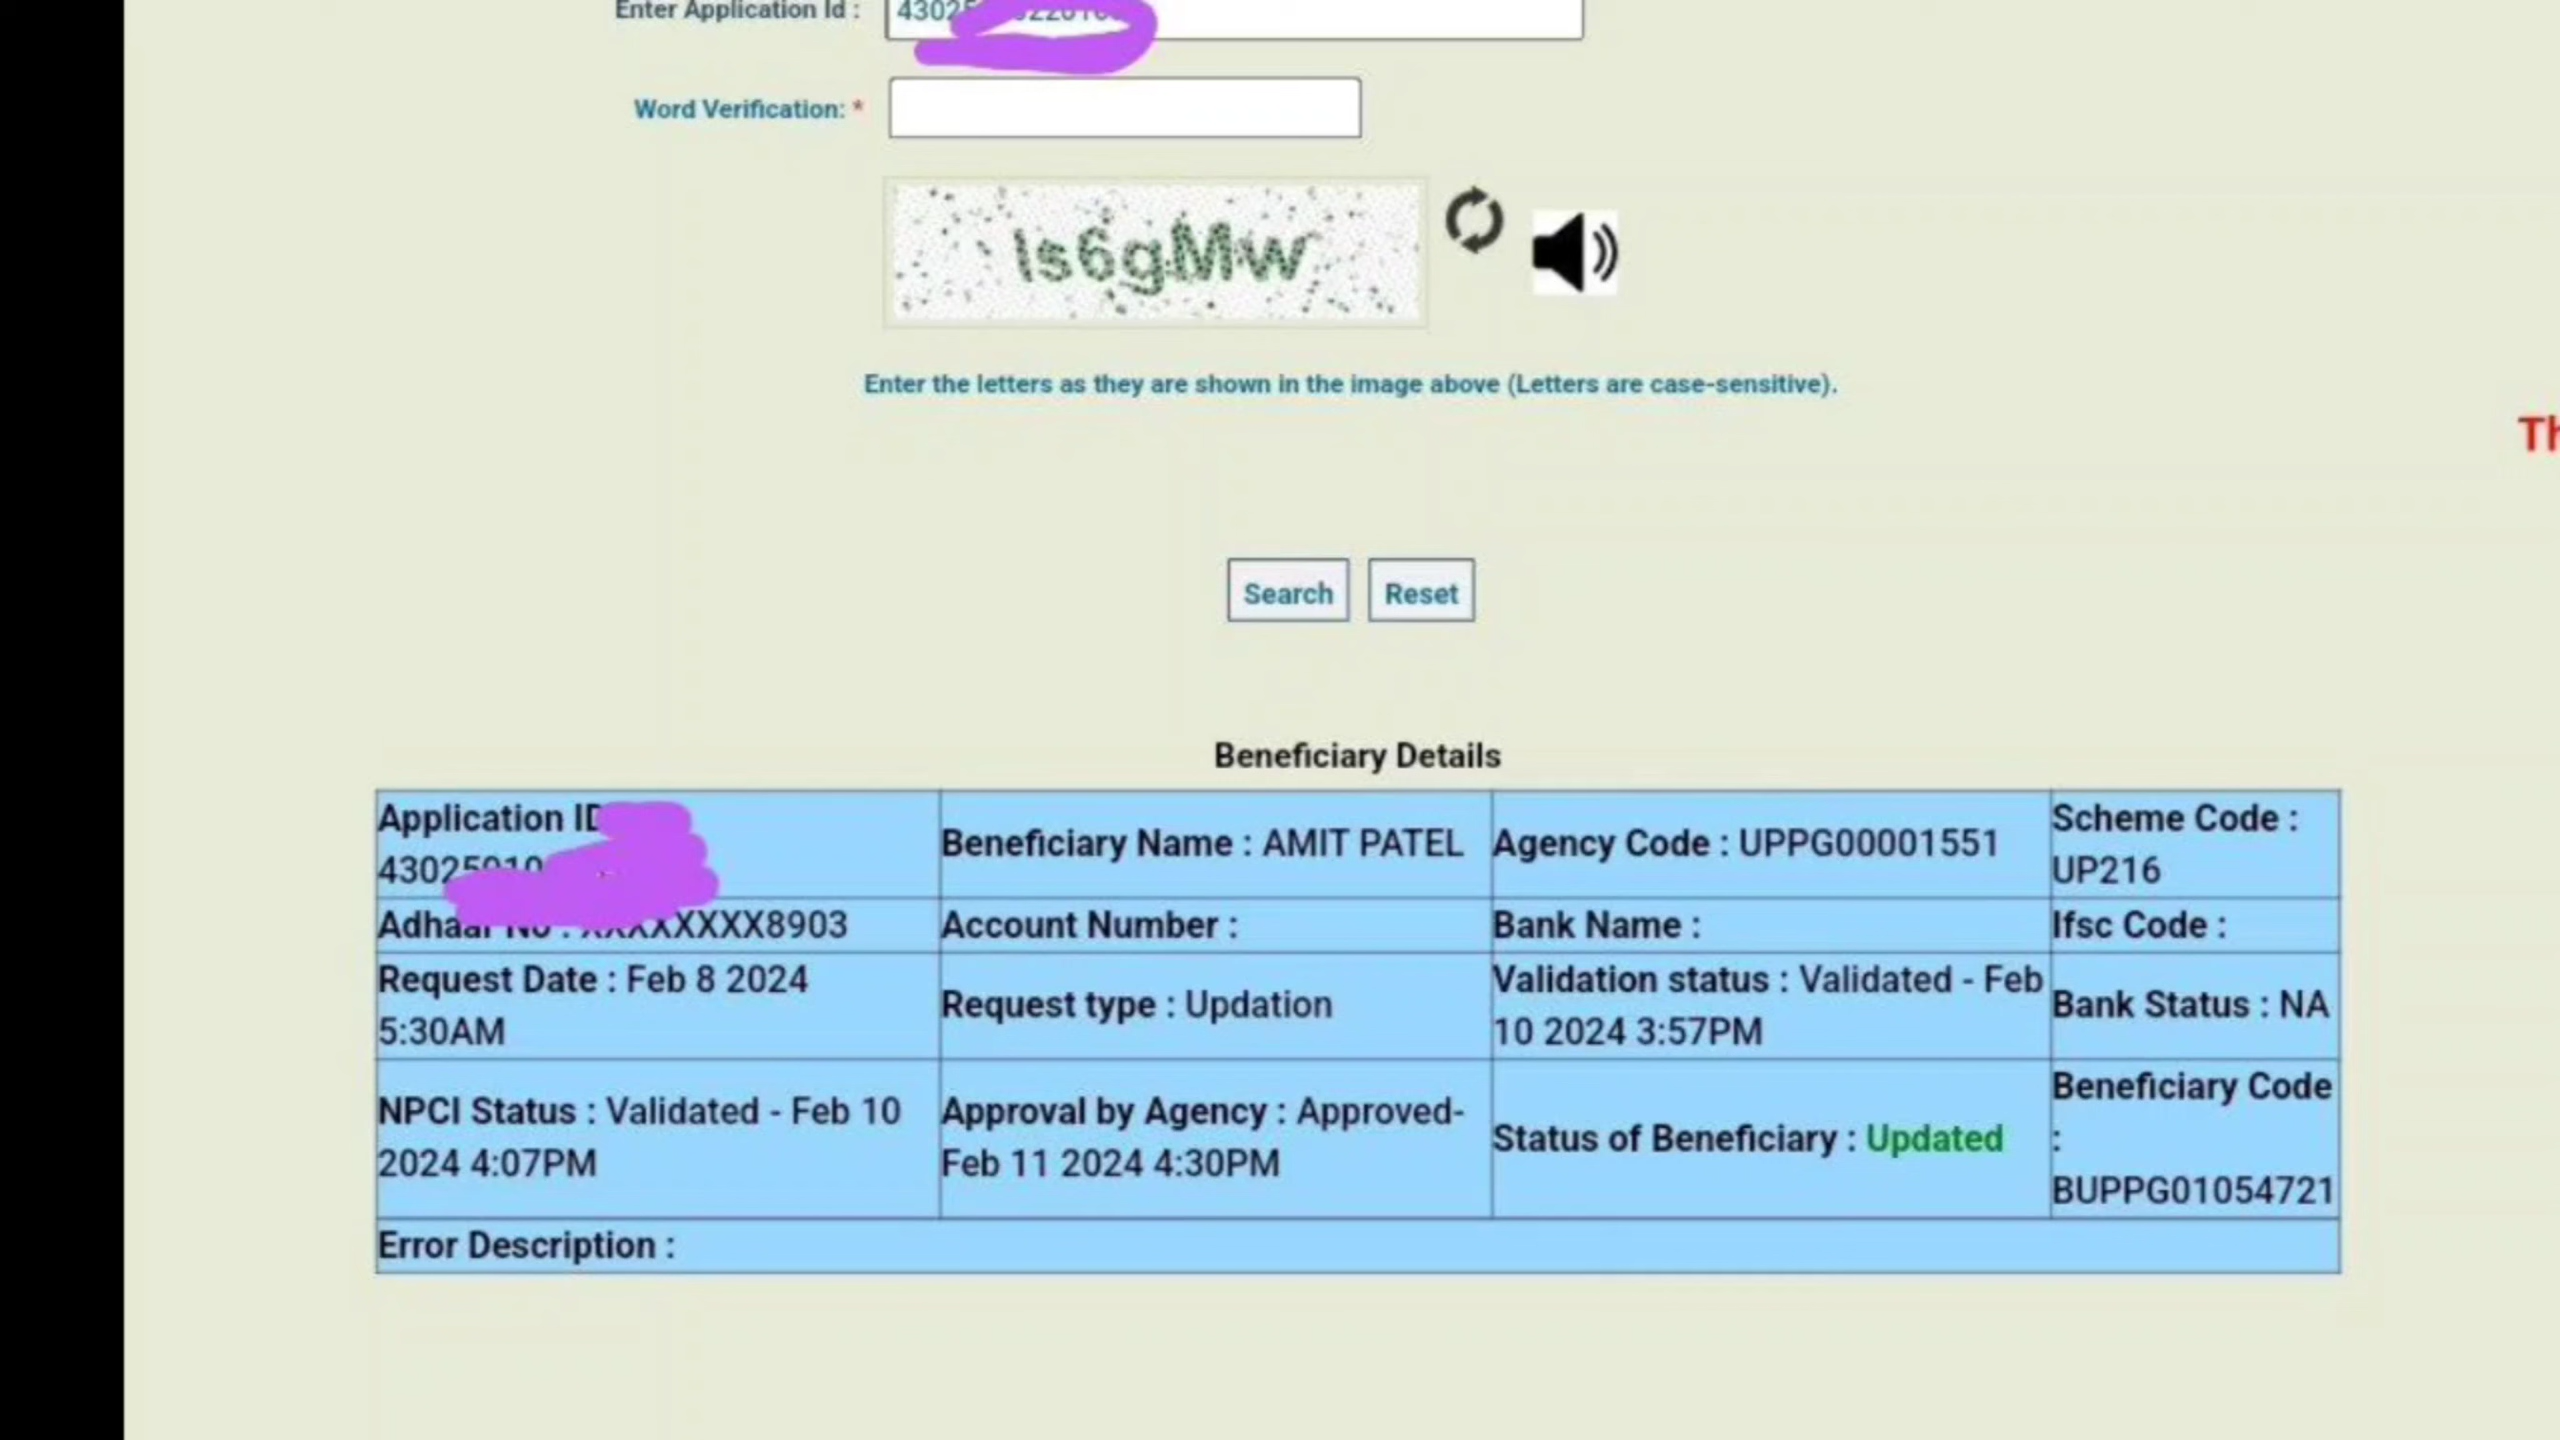 Enter Application Id :
Word Verification: *
ls6gMw
Enter the letters as they are shown in the image above (Letters are case-sensitive).
Th
Search Reset
Beneficiary Details
Application ID
Beneficiary Name : AMIT PATEL
Agency Code : UPPG00001551
Scheme Code :
UP216
Adhaar No : XXXXXXXX8903
Account Number :
Bank Name :
Ifsc Code :
Request Date : Feb 8 2024
5:30AM
Request type : Updation
Validation status : Validated - Feb
10 2024 3:57PM
Bank Status : NA
NPCI Status : Validated - Feb 10
2024 4:07PM
Approval by Agency : Approved-
Feb 11 2024 4:30PM
Status of Beneficiary : Updated
Beneficiary Code
:
BUPPG01054721
Error Description :